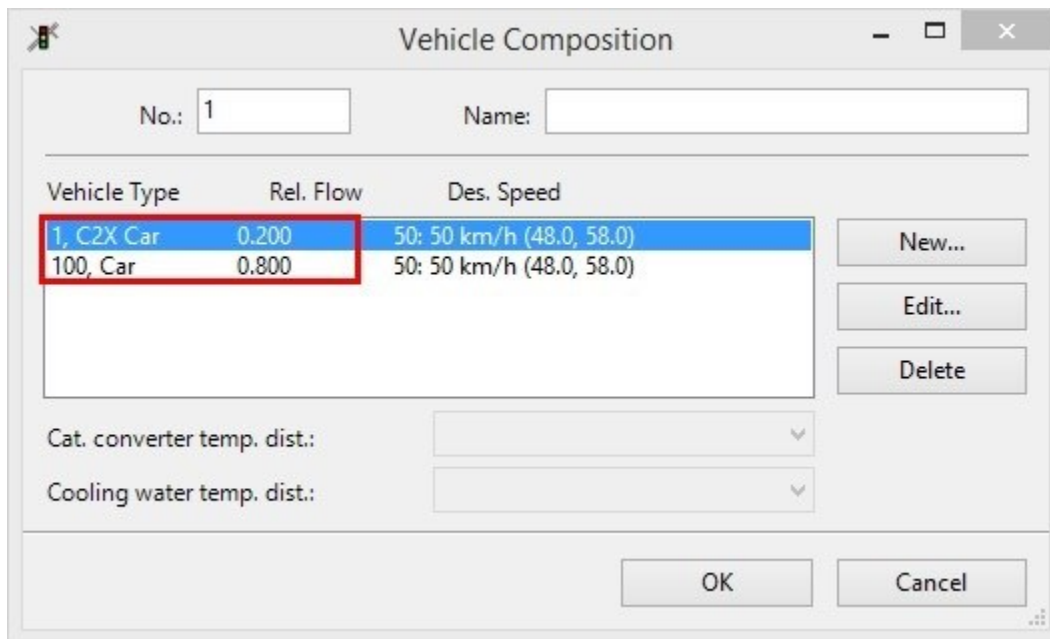 Vehicle Composition
No.: 1 Name:
Vehicle Type Rel. Flow Des. Speed
1, C2X Car 0.200 50: 50 km/h (48.0, 58.0)
100, Car 0.800 50: 50 km/h (48.0, 58.0)
New...
Edit...
Delete
Cat. converter temp. dist.:
Cooling water temp. dist.:
OK Cancel